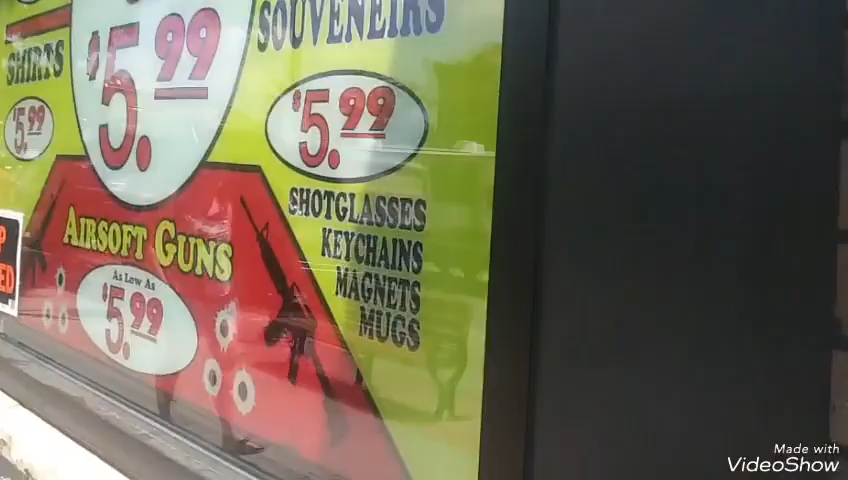 SOUVENEIRS
SHIRTS
$5.99
$5.99
$5.99
SHOTGLASSES
KEYCHAINS
MAGNETS
MUGS
AIRSOFT GUNS
AS LOW AS
$5.99
Made with
VideoShow